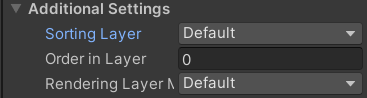 Additional Settings
Sorting Layer Default
Order in Layer 0
Rendering Layer M Default